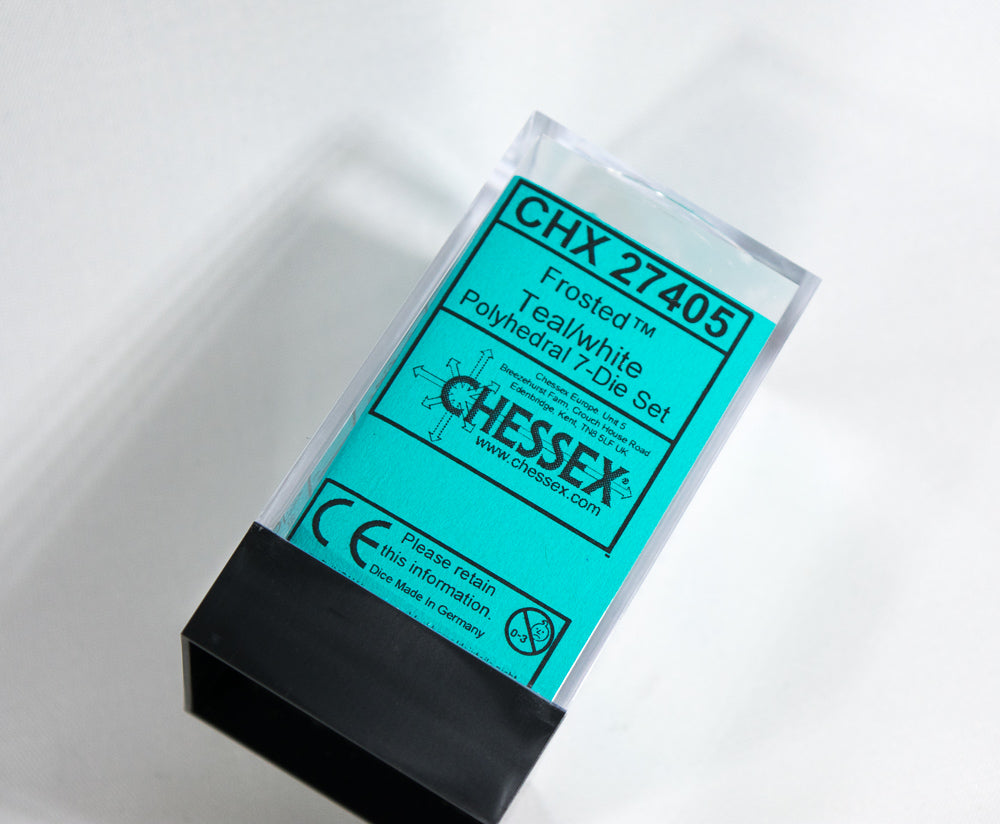 CHX 27405
Frosted™
Teal/white
Polyhedral 7-Die Set
Chessex Europe Unit 5
Breezehurst Farm, Crouch House Road
Edenbridge, Kent, TN8 5LF UK
CHESSEX®
www.chessex.com
CE
Please retain
this information.
Dice Made In Germany
0-3